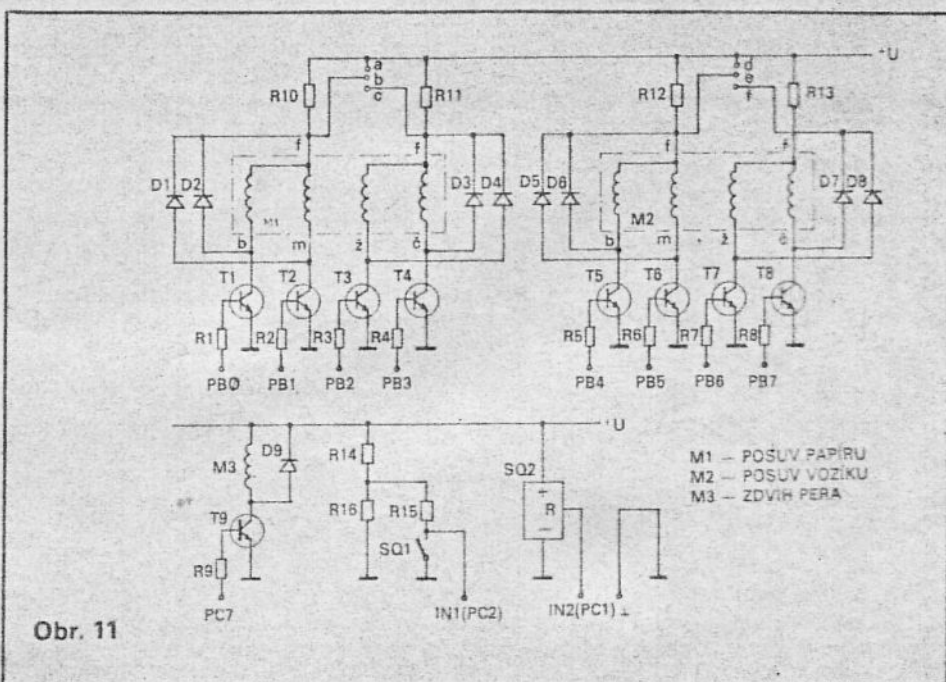 a d +U
R10 b R11 R12 e R13
c f
f f f f
D1 D2 D3 D4 D5 D6 D7 D8
M1 M2
b m ž č b m ž č
T1 T2 T3 T4 T5 T6 T7 T8
R1 R2 R3 R4 R5 R6 R7 R8
PB0 PB1 PB2 PB3 PB4 PB5 PB6 PB7
+U
M3 D9 R14 SQ2 + M1 – POSUV PAPÍRU
R16 R15 R M2 – POSUV VOZÍKU
T9 – M3 – ZDVIH PERA
R9 SQ1
PC7 IN1(PC2) IN2(PC1) ⊥
Obr. 11